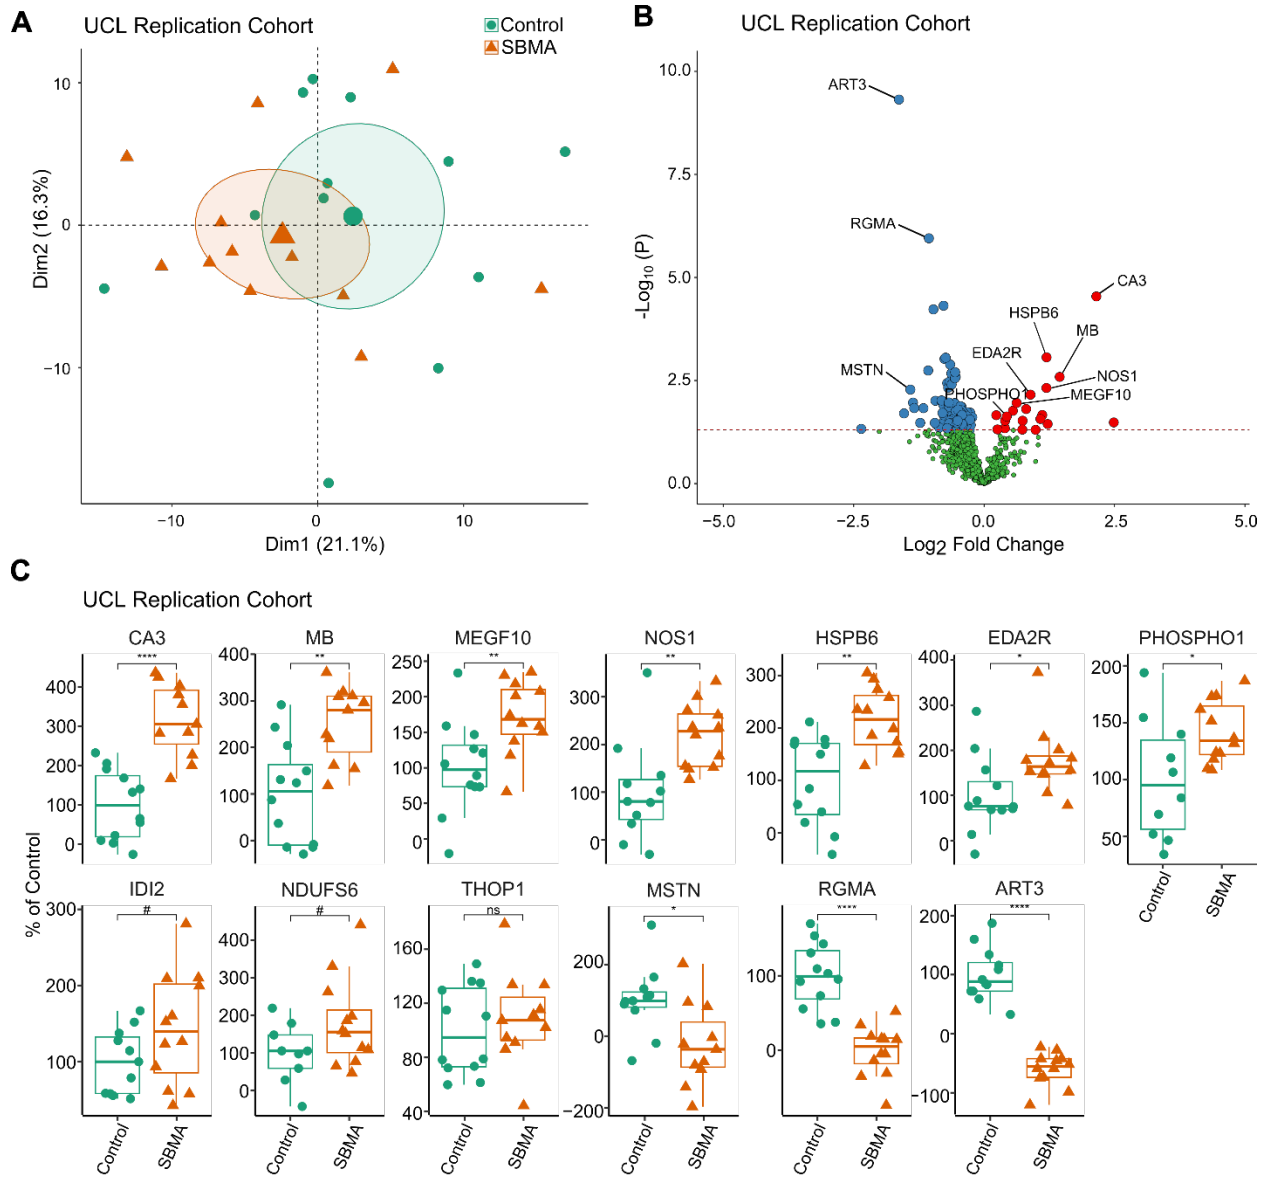 A
UCL Replication Cohort
Control
SBMA
10
0
−10
Dim2 (16.3%)
−10
0
10
Dim1 (21.1%)
B
UCL Replication Cohort
10.0
7.5
5.0
2.5
0.0
-Log10 (P)
ART3
RGMA
CA3
HSPB6
MB
EDA2R
MSTN
NOS1
PHOSPHO1
MEGF10
−5.0
−2.5
0.0
2.5
5.0
Log2 Fold Change
C
UCL Replication Cohort
% of Control
CA3
****
400
300
200
100
0
MB
**
400
300
200
100
0
MEGF10
**
250
200
150
100
50
0
NOS1
**
300
200
100
0
HSPB6
**
300
200
100
0
EDA2R
*
400
300
200
100
0
PHOSPHO1
*
200
150
100
50
Control
SBMA
IDI2
#
300
200
100
Control
SBMA
NDUFS6
#
400
300
200
100
0
Control
SBMA
THOP1
ns
160
120
80
40
Control
SBMA
MSTN
*
200
0
−200
Control
SBMA
RGMA
****
100
0
Control
SBMA
ART3
****
200
100
0
−100
Control
SBMA